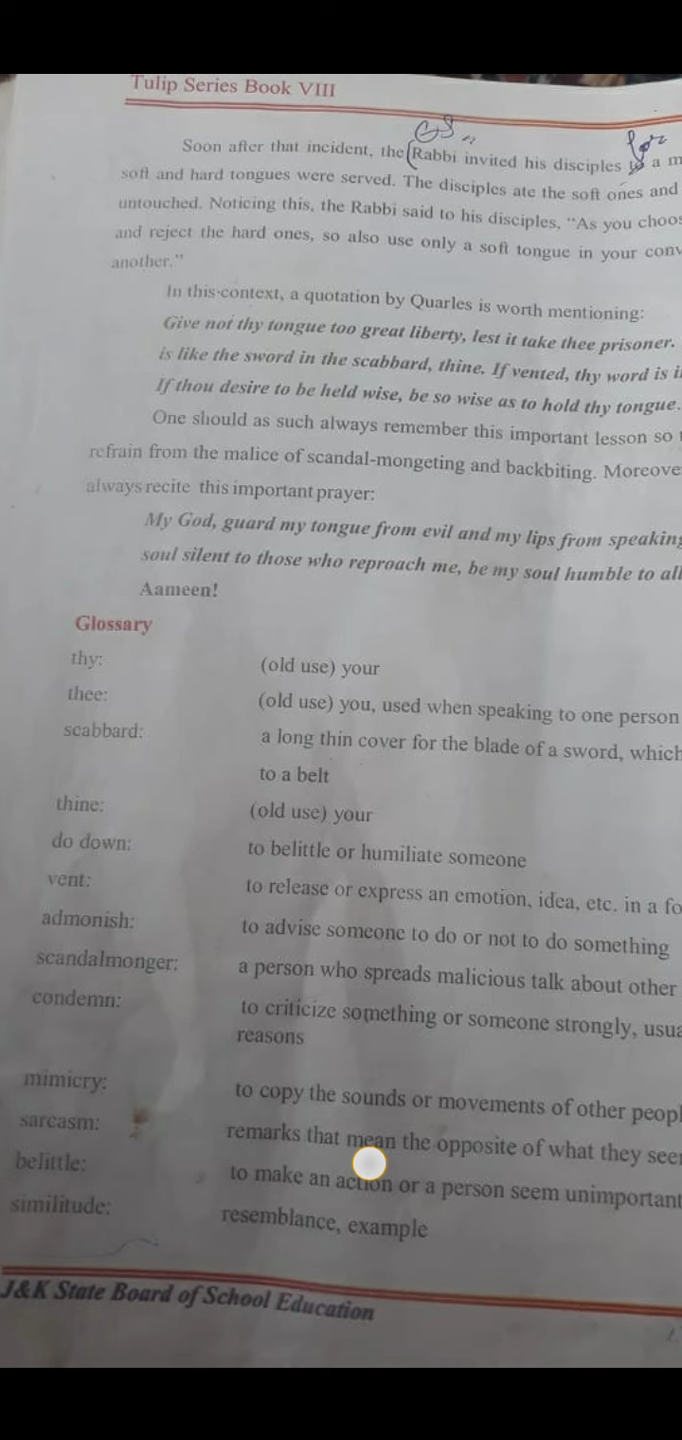 Tulip Series Book VIII
Soon after that incident, the Rabbi invited his disciples to a m
soft and hard tongues were served. The disciples ate the soft ones and
untouched. Noticing this, the Rabbi said to his disciples, "As you choos
and reject the hard ones, so also use only a soft tongue in your conv
another."
In this context, a quotation by Quarles is worth mentioning:
Give not thy tongue too great liberty, lest it take thee prisoner.
is like the sword in the scabbard, thine. If vented, thy word is i
If thou desire to be held wise, be so wise as to hold thy tongue.
One should as such always remember this important lesson so t
refrain from the malice of scandal-mongeting and backbiting. Moreove
always recite this important prayer:
My God, guard my tongue from evil and my lips from speaking
soul silent to those who reproach me, be my soul humble to all
Aameen!
Glossary
thy: (old use) your
thee: (old use) you, used when speaking to one person
scabbard: a long thin cover for the blade of a sword, which
to a belt
thine: (old use) your
do down: to belittle or humiliate someone
vent: to release or express an emotion, idea, etc. in a fo
admonish: to advise someone to do or not to do something
scandalmonger: a person who spreads malicious talk about other
condemn: to criticize something or someone strongly, usua
reasons
mimicry: to copy the sounds or movements of other peopl
sarcasm: remarks that mean the opposite of what they see
belittle: to make an action or a person seem unimportant
similitude: resemblance, example
J&K State Board of School Education